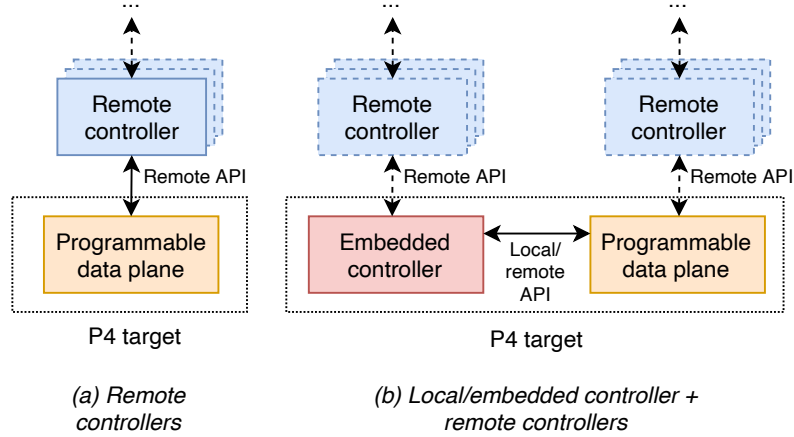 ...
Remote
controller
Remote API
Programmable
data plane
P4 target
(a) Remote
controllers
...
Remote
controller
Remote API
Embedded
controller
Local/
remote
API
...
Remote
controller
Remote API
Programmable
data plane
P4 target
(b) Local/embedded controller +
remote controllers